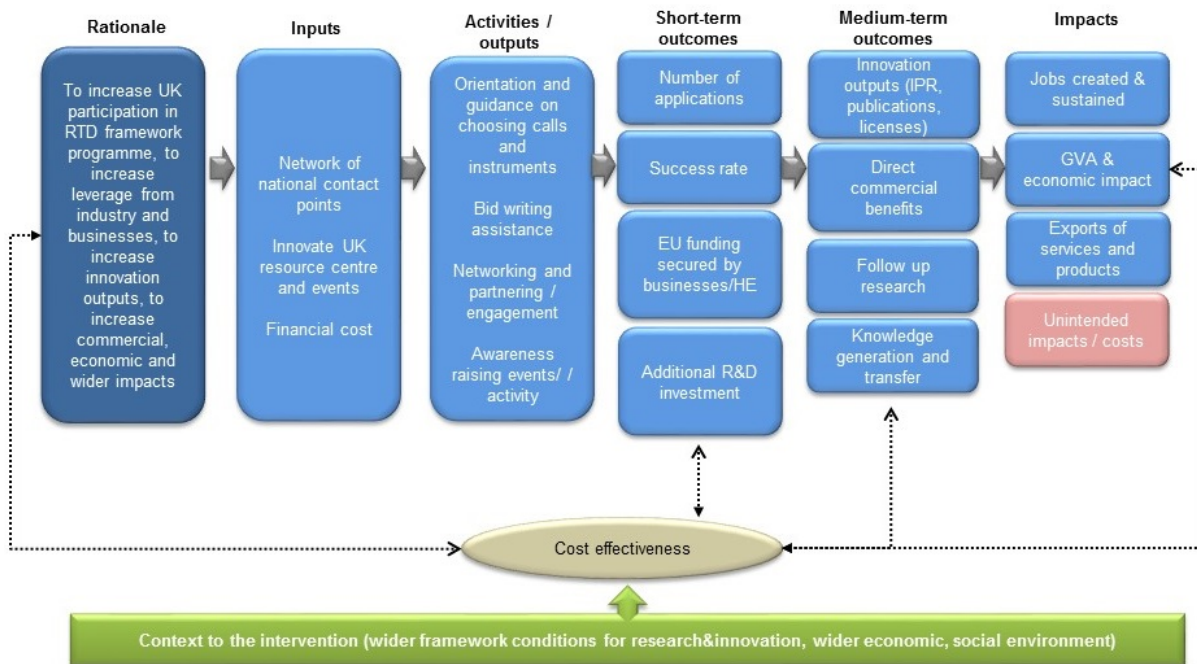 Rationale
To increase UK
participation in
RTD framework
programme, to
increase
leverage from
industry and
businesses, to
increase
innovation
outputs, to
increase
commercial,
economic and
wider impacts
Inputs
Network of
national contact
points
Innovate UK
resource centre
and events
Financial cost
Activities /
outputs
Orientation and
guidance on
choosing calls
and
instruments
Bid writing
assistance
Networking and
partnering /
engagement
Awareness
raising events/ /
activity
Short-term
outcomes
Number of
applications
Success rate
EU funding
secured by
businesses/HE
Additional R&D
investment
Medium-term
outcomes
Innovation
outputs (IPR,
publications,
licenses)
Direct
commercial
benefits
Follow up
research
Knowledge
generation and
transfer
Impacts
Jobs created &
sustained
GVA &
economic impact
Exports of
services and
products
Unintended
impacts / costs
Cost effectiveness
Context to the intervention (wider framework conditions for research&innovation, wider economic, social environment)